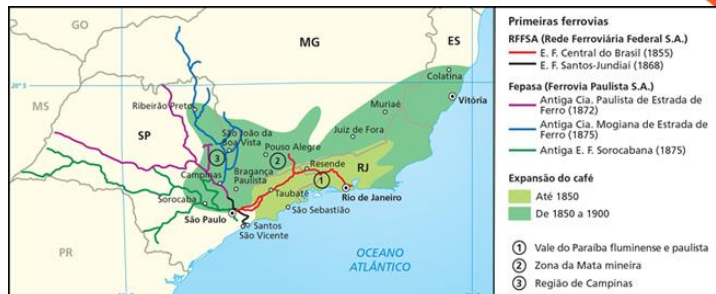 GO
MG
ES
20° S
MS
Colatina
Vitória
Ribeirão Preto
Muriaé
SP
São João da
Boa Vista
Pouso Alegre
Juiz de Fora
3
2
Resende
RJ
Campinas
Bragança
Paulista
1
Taubaté
Rio de Janeiro
Sorocaba
São Sebastião
São Paulo
Santos
São Vicente
PR
OCEANO
ATLÂNTICO
Primeiras ferrovias
RFFSA (Rede Ferroviária Federal S.A.)
E. F. Central do Brasil (1855)
E. F. Santos-Jundiaí (1868)
Fepasa (Ferrovia Paulista S.A.)
Antiga Cia. Paulista de Estrada de
Ferro (1872)
Antiga Cia. Mogiana de Estrada de
Ferro (1875)
Antiga E. F. Sorocabana (1875)
Expansão do café
Até 1850
De 1850 a 1900
1 Vale do Paraíba fluminense e paulista
2 Zona da Mata mineira
3 Região de Campinas